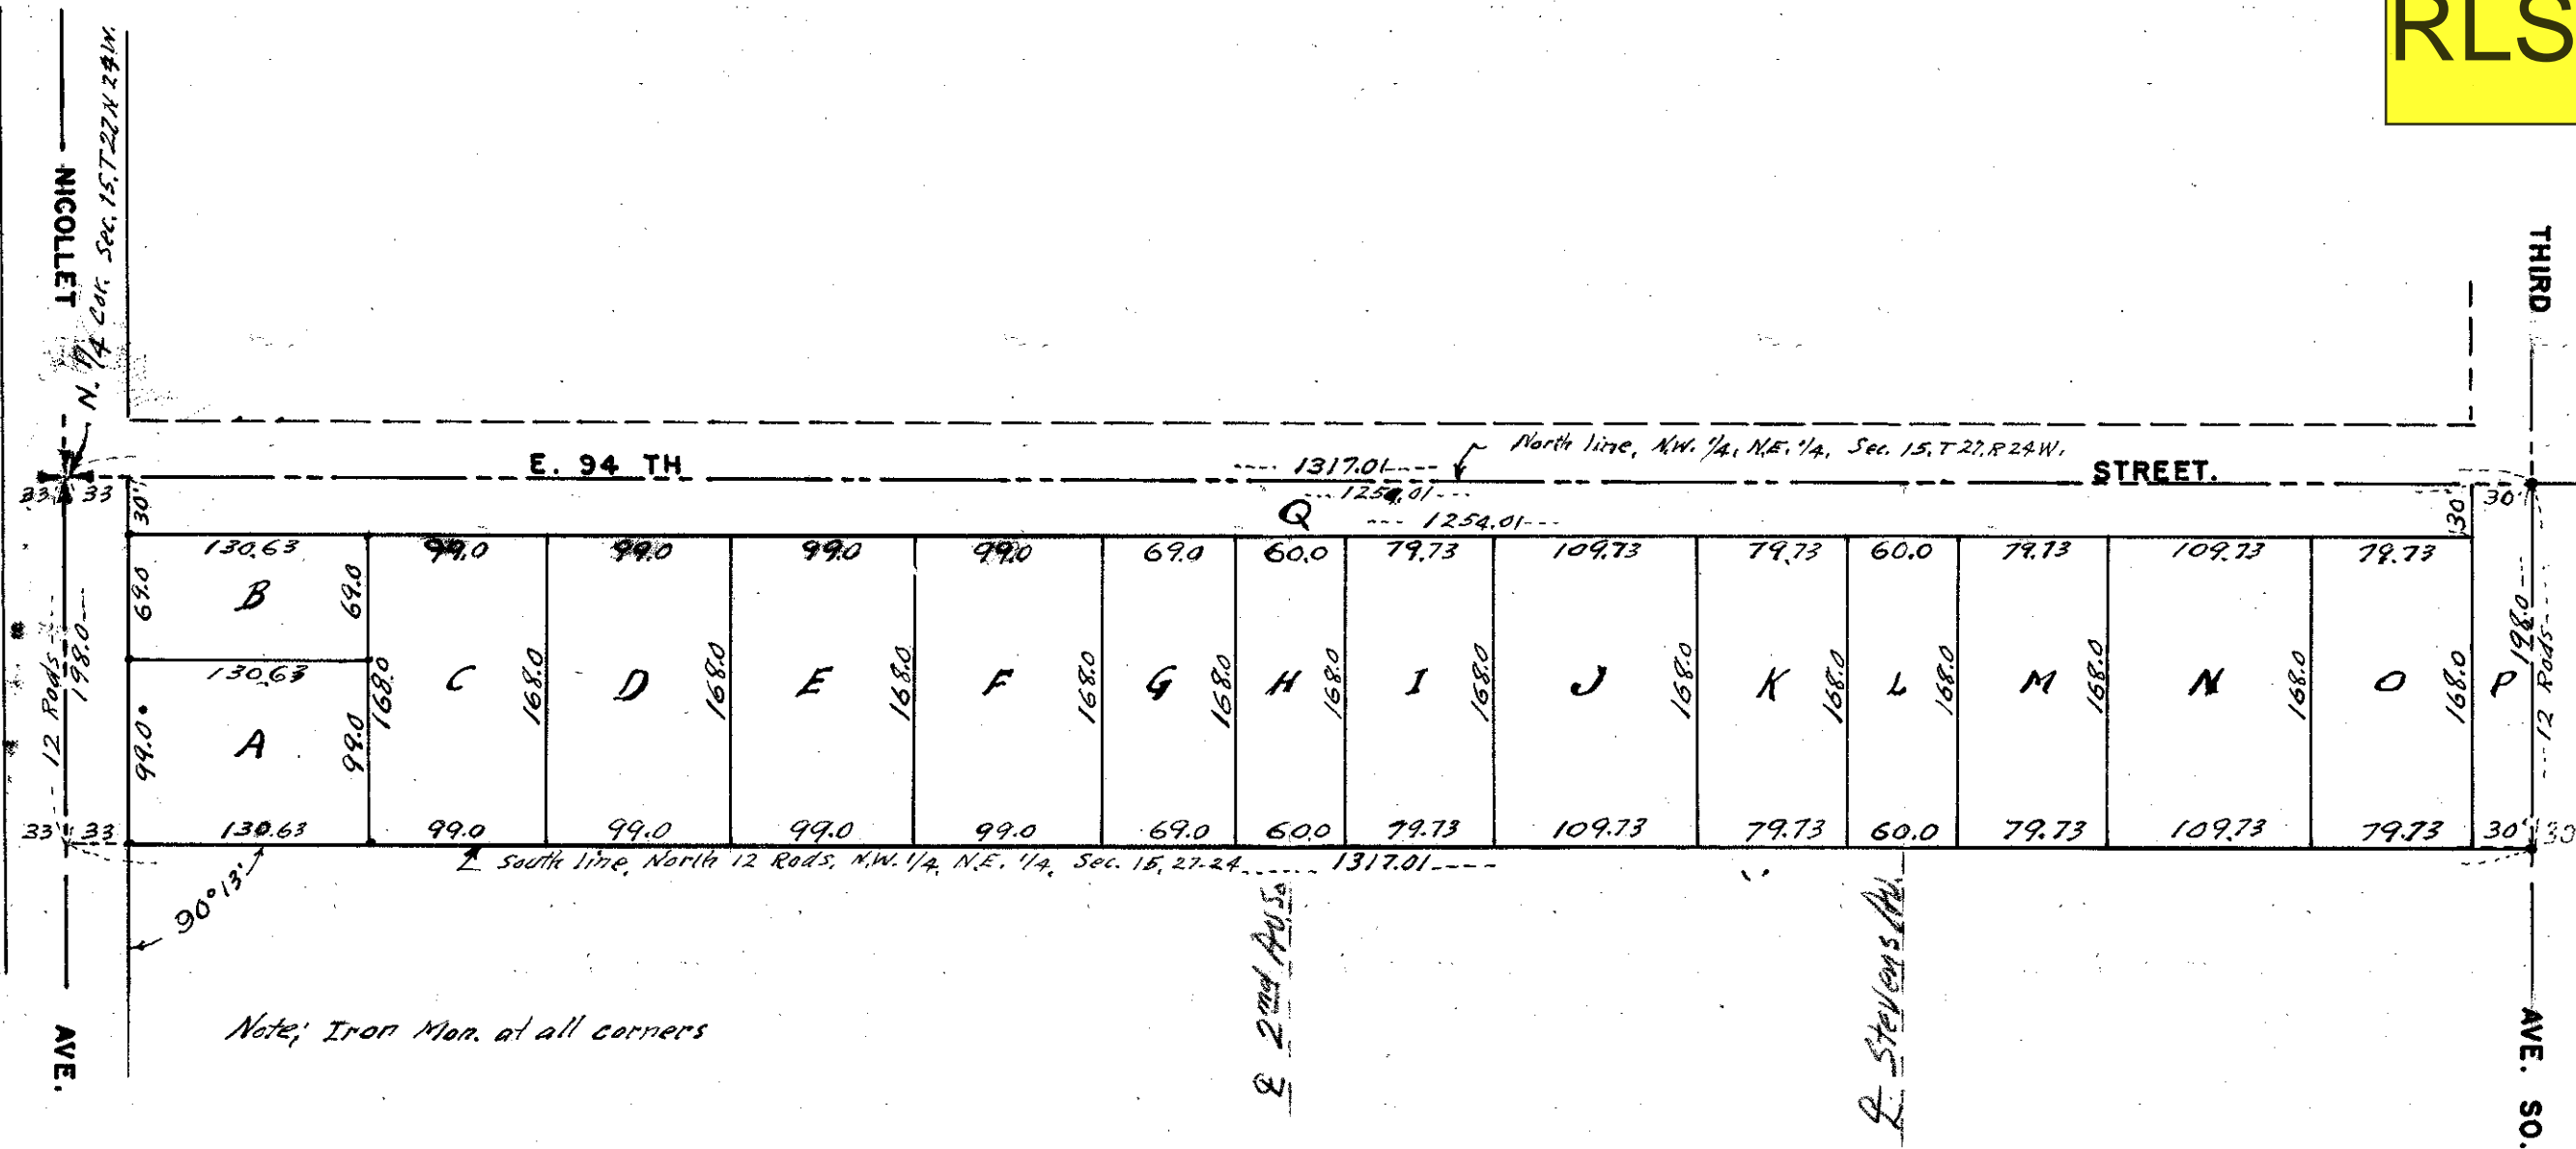 RLS
NICOLLET
N. 1/4 Cor. Sec. 15, T27N 24W.
THIRD
E. 94 TH
STREET.
North line, N.W. 1/4, N.E. 1/4, Sec. 15, T 27, R 24 W.
1317.01
1254.01
Q
1254.01
33 33
30'
30
30'
130.63 99.0 99.0 99.0 99.0 69.0 60.0 79.73 109.73 79.73 60.0 79.73 109.73 79.73
69.0 B 69.0
12 Rods
198.0
130.63
99.0 A 99.0
168.0 C 168.0 D 168.0 E 168.0 F 168.0 G 168.0 H 168.0 I 168.0 J 168.0 K 168.0 L 168.0 M 168.0 N 168.0 O 168.0 P
198.0
12 Rods
33 33 130.63 99.0 99.0 99.0 99.0 69.0 60.0 79.73 109.73 79.73 60.0 79.73 109.73 79.73 30' 30
South line, North 12 Rods, N.W. 1/4, N.E. 1/4, Sec. 15, 27-24 1317.01
90°13'
℄ 2nd Av. So.
℄ Stevens Av.
Note; Iron Mon. at all corners
AVE.
AVE. SO.